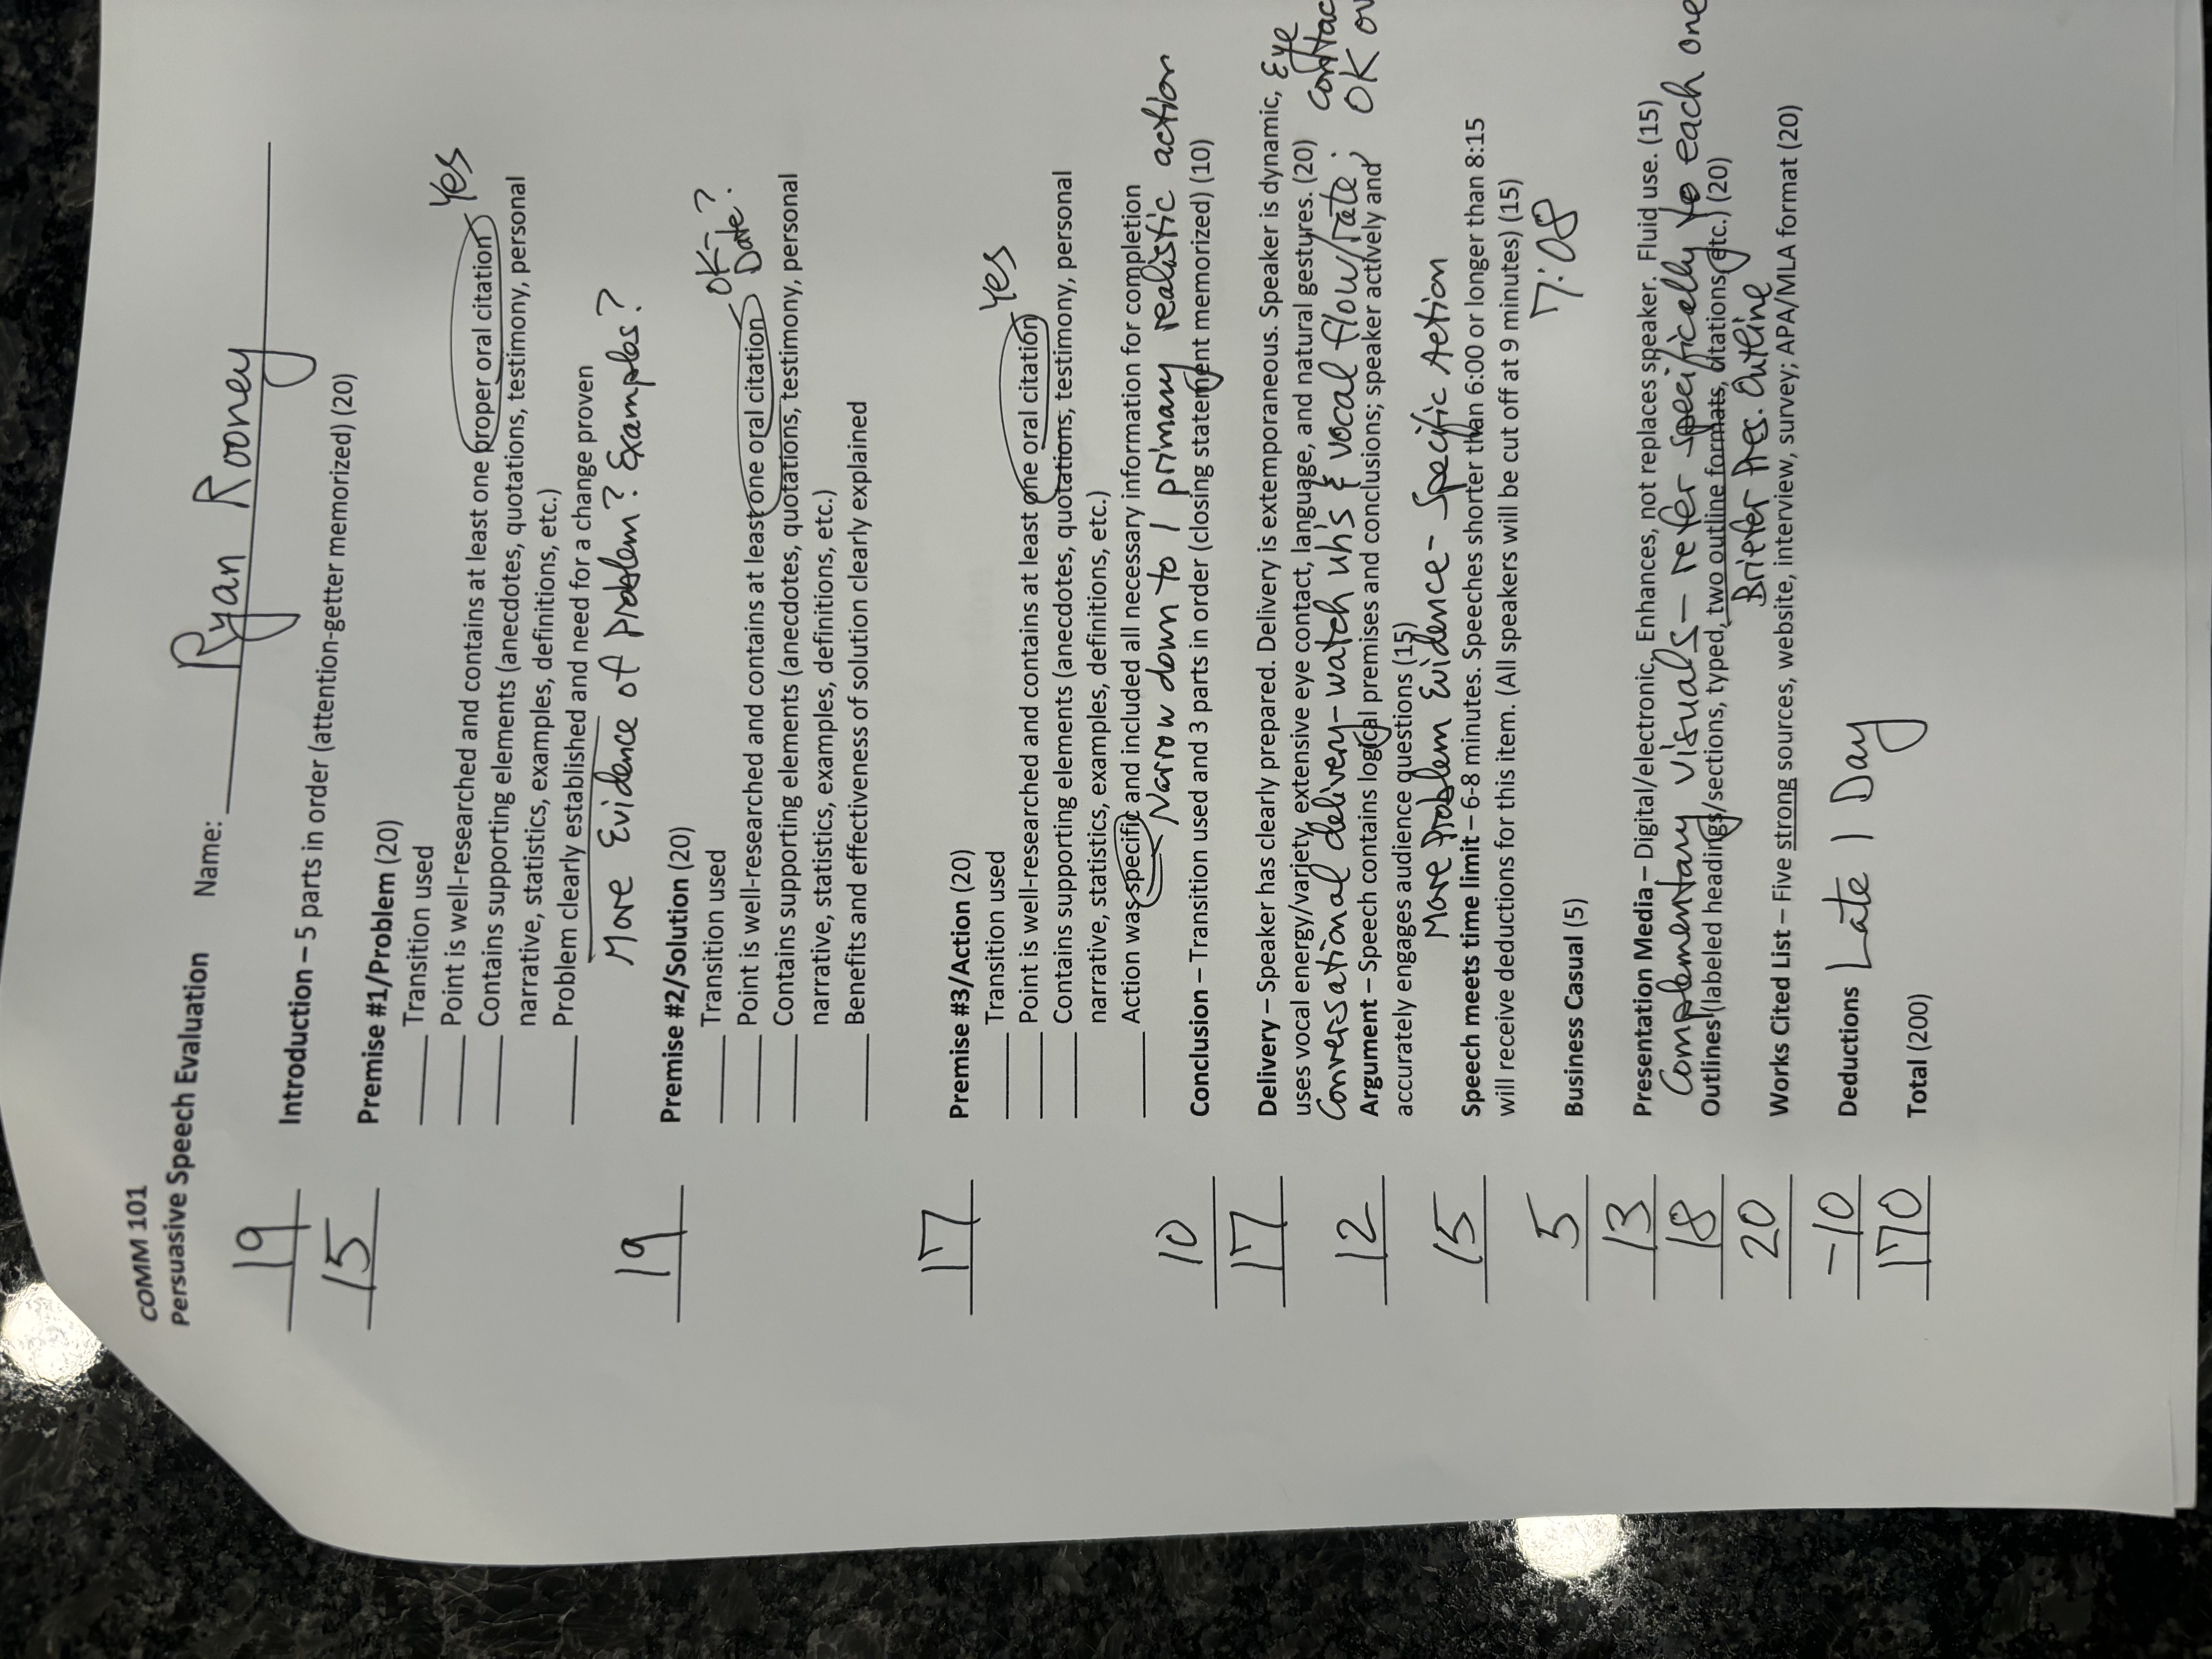 COMM 101
Persuasive Speech Evaluation Name: Ryan Rooney
19 Introduction – 5 parts in order (attention-getter memorized) (20)
15 Premise #1/Problem (20)
Transition used
Point is well-researched and contains at least one proper oral citation Yes
Contains supporting elements (anecdotes, quotations, testimony, personal
narrative, statistics, examples, definitions, etc.)
Problem clearly established and need for a change proven
More Evidence of Problem? Examples?
19 Premise #2/Solution (20)
Transition used
Point is well-researched and contains at least one oral citation OK- Date?
Contains supporting elements (anecdotes, quotations, testimony, personal
narrative, statistics, examples, definitions, etc.)
Benefits and effectiveness of solution clearly explained
17 Premise #3/Action (20)
Transition used
Point is well-researched and contains at least one oral citation Yes
Contains supporting elements (anecdotes, quotations, testimony, personal
narrative, statistics, examples, definitions, etc.)
Action was specific and included all necessary information for completion
Narrow down to 1 primary realistic action
10 Conclusion – Transition used and 3 parts in order (closing statement memorized) (10)
17 Delivery – Speaker has clearly prepared. Delivery is extemporaneous. Speaker is dynamic, Eye
uses vocal energy/variety, extensive eye contact, language, and natural gestures. (20) contac
Conversational delivery-watch uh's & vocal flow/rate; OK ov
12 Argument – Speech contains logical premises and conclusions; speaker actively and
accurately engages audience questions (15)
More Problem Evidence- Specific Action
15 Speech meets time limit – 6-8 minutes. Speeches shorter than 6:00 or longer than 8:15
will receive deductions for this item. (All speakers will be cut off at 9 minutes) (15)
7:08
5 Business Casual (5)
13 Presentation Media – Digital/electronic. Enhances, not replaces speaker. Fluid use. (15)
Complementary visuals- refer specifically to each one
18 Outlines (labeled headings/sections, typed, two outline formats, citations, etc.) (20)
Briefer Pres. Outline
20 Works Cited List – Five strong sources, website, interview, survey; APA/MLA format (20)
-10 Deductions Late 1 Day
170 Total (200)